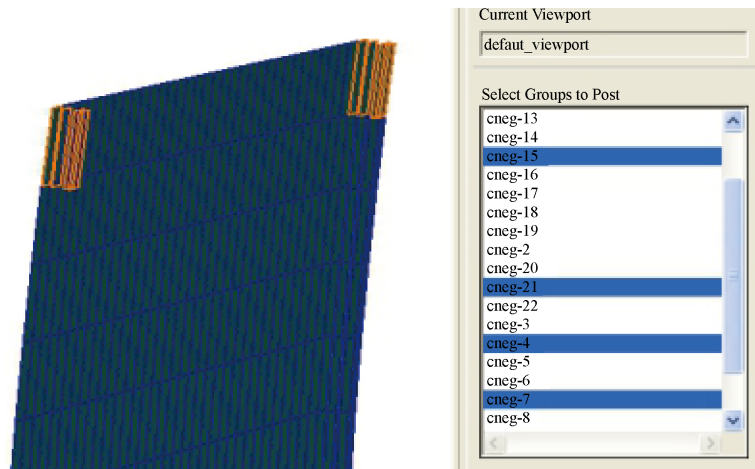 Current Viewport
defaut_viewport
Select Groups to Post
cneg-13
cneg-14
cneg-15
cneg-16
cneg-17
cneg-18
cneg-19
cneg-2
cneg-20
cneg-21
cneg-22
cneg-3
cneg-4
cneg-5
cneg-6
cneg-7
cneg-8